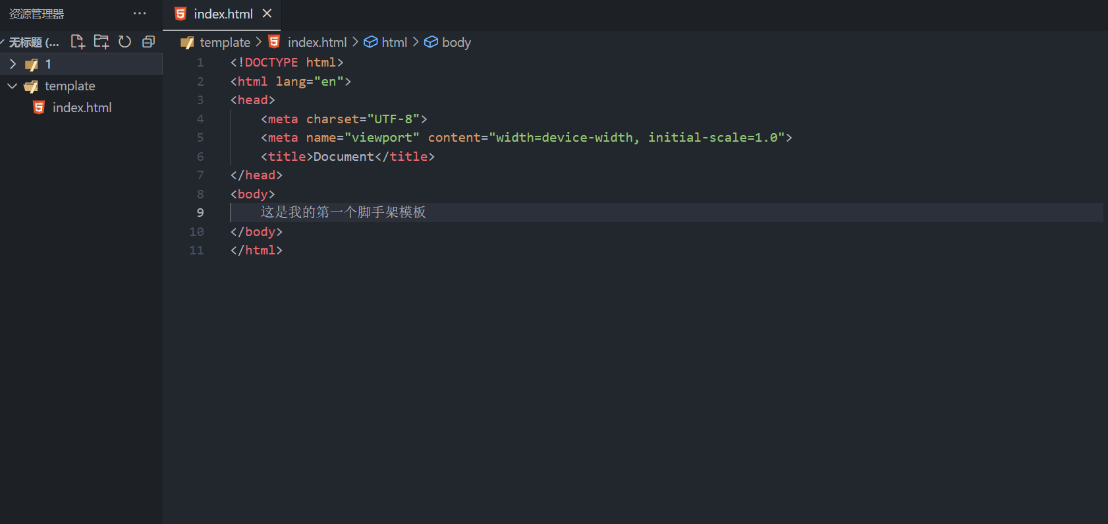 资源管理器 ···
无标题 (...
1
template
index.html
index.html
template > index.html > html > body
1 <!DOCTYPE html>
2 <html lang="en">
3 <head>
4 <meta charset="UTF-8">
5 <meta name="viewport" content="width=device-width, initial-scale=1.0">
6 <title>Document</title>
7 </head>
8 <body>
9 这是我的第一个脚手架模板
10 </body>
11 </html>